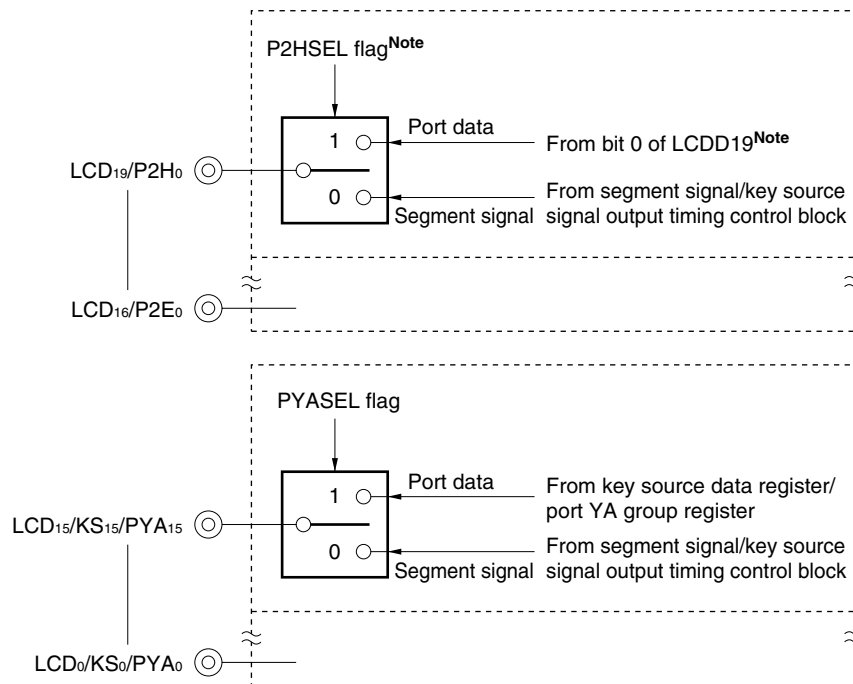 P2HSEL flagNote
1
Port data
From bit 0 of LCDD19Note
LCD19/P2H0
0
Segment signal
From segment signal/key source
signal output timing control block
LCD16/P2E0
PYASEL flag
1
Port data
From key source data register/
port YA group register
LCD15/KS15/PYA15
0
Segment signal
From segment signal/key source
signal output timing control block
LCD0/KS0/PYA0